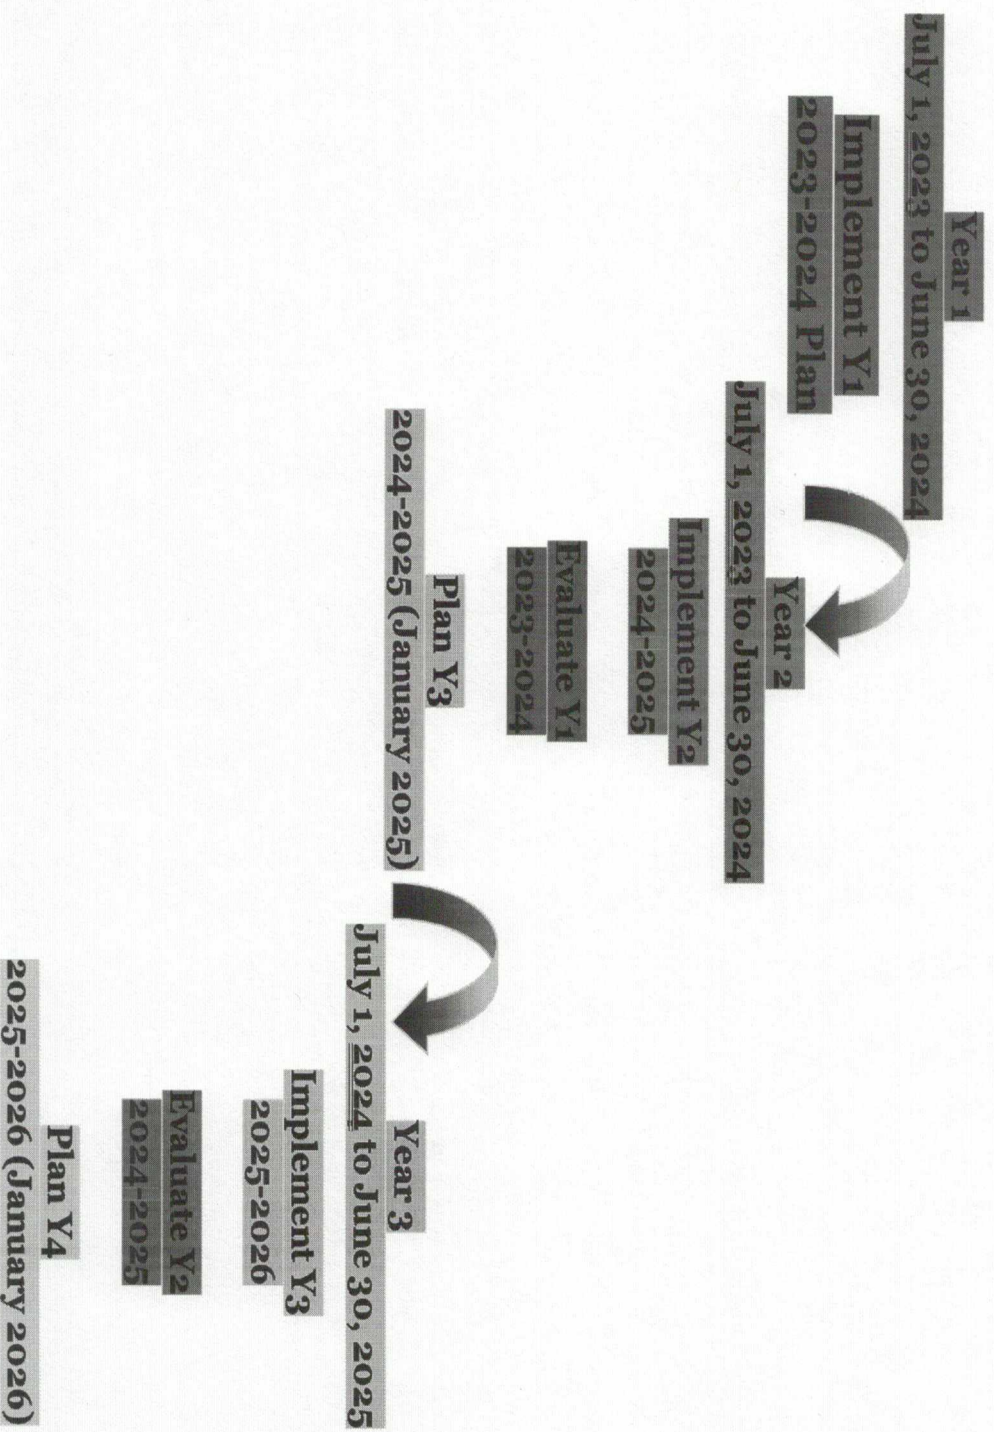 Year 1
July 1, 2023 to June 30, 2024
Implement Y1
2023-2024 Plan
Year 2
July 1, 2023 to June 30, 2024
Implement Y2
2024-2025
Evaluate Y1
2023-2024
Plan Y3
2024-2025 (January 2025)
Year 3
July 1, 2024 to June 30, 2025
Implement Y3
2025-2026
Evaluate Y2
2024-2025
Plan Y4
2025-2026 (January 2026)